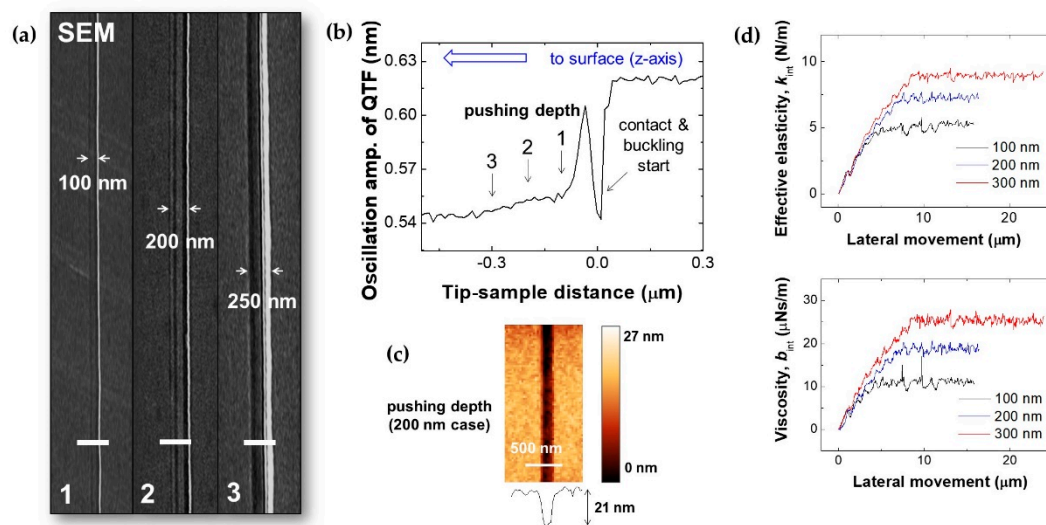 (a)
SEM
100 nm
200 nm
250 nm
1
2
3
(b)
Oscillation amp. of QTF (nm)
0.63
0.60
0.57
0.54
to surface (z-axis)
pushing depth
3
2
1
contact &
buckling
start
-0.3
0.0
0.3
Tip-sample distance (μm)
(c)
pushing depth
(200 nm case)
500 nm
27 nm
0 nm
21 nm
(d)
Effective elasticity, kint (N/m)
10
5
0
100 nm
200 nm
300 nm
0
10
20
Lateral movement (μm)
Viscosity, bint (μNs/m)
30
20
10
0
100 nm
200 nm
300 nm
0
10
20
Lateral movement (μm)